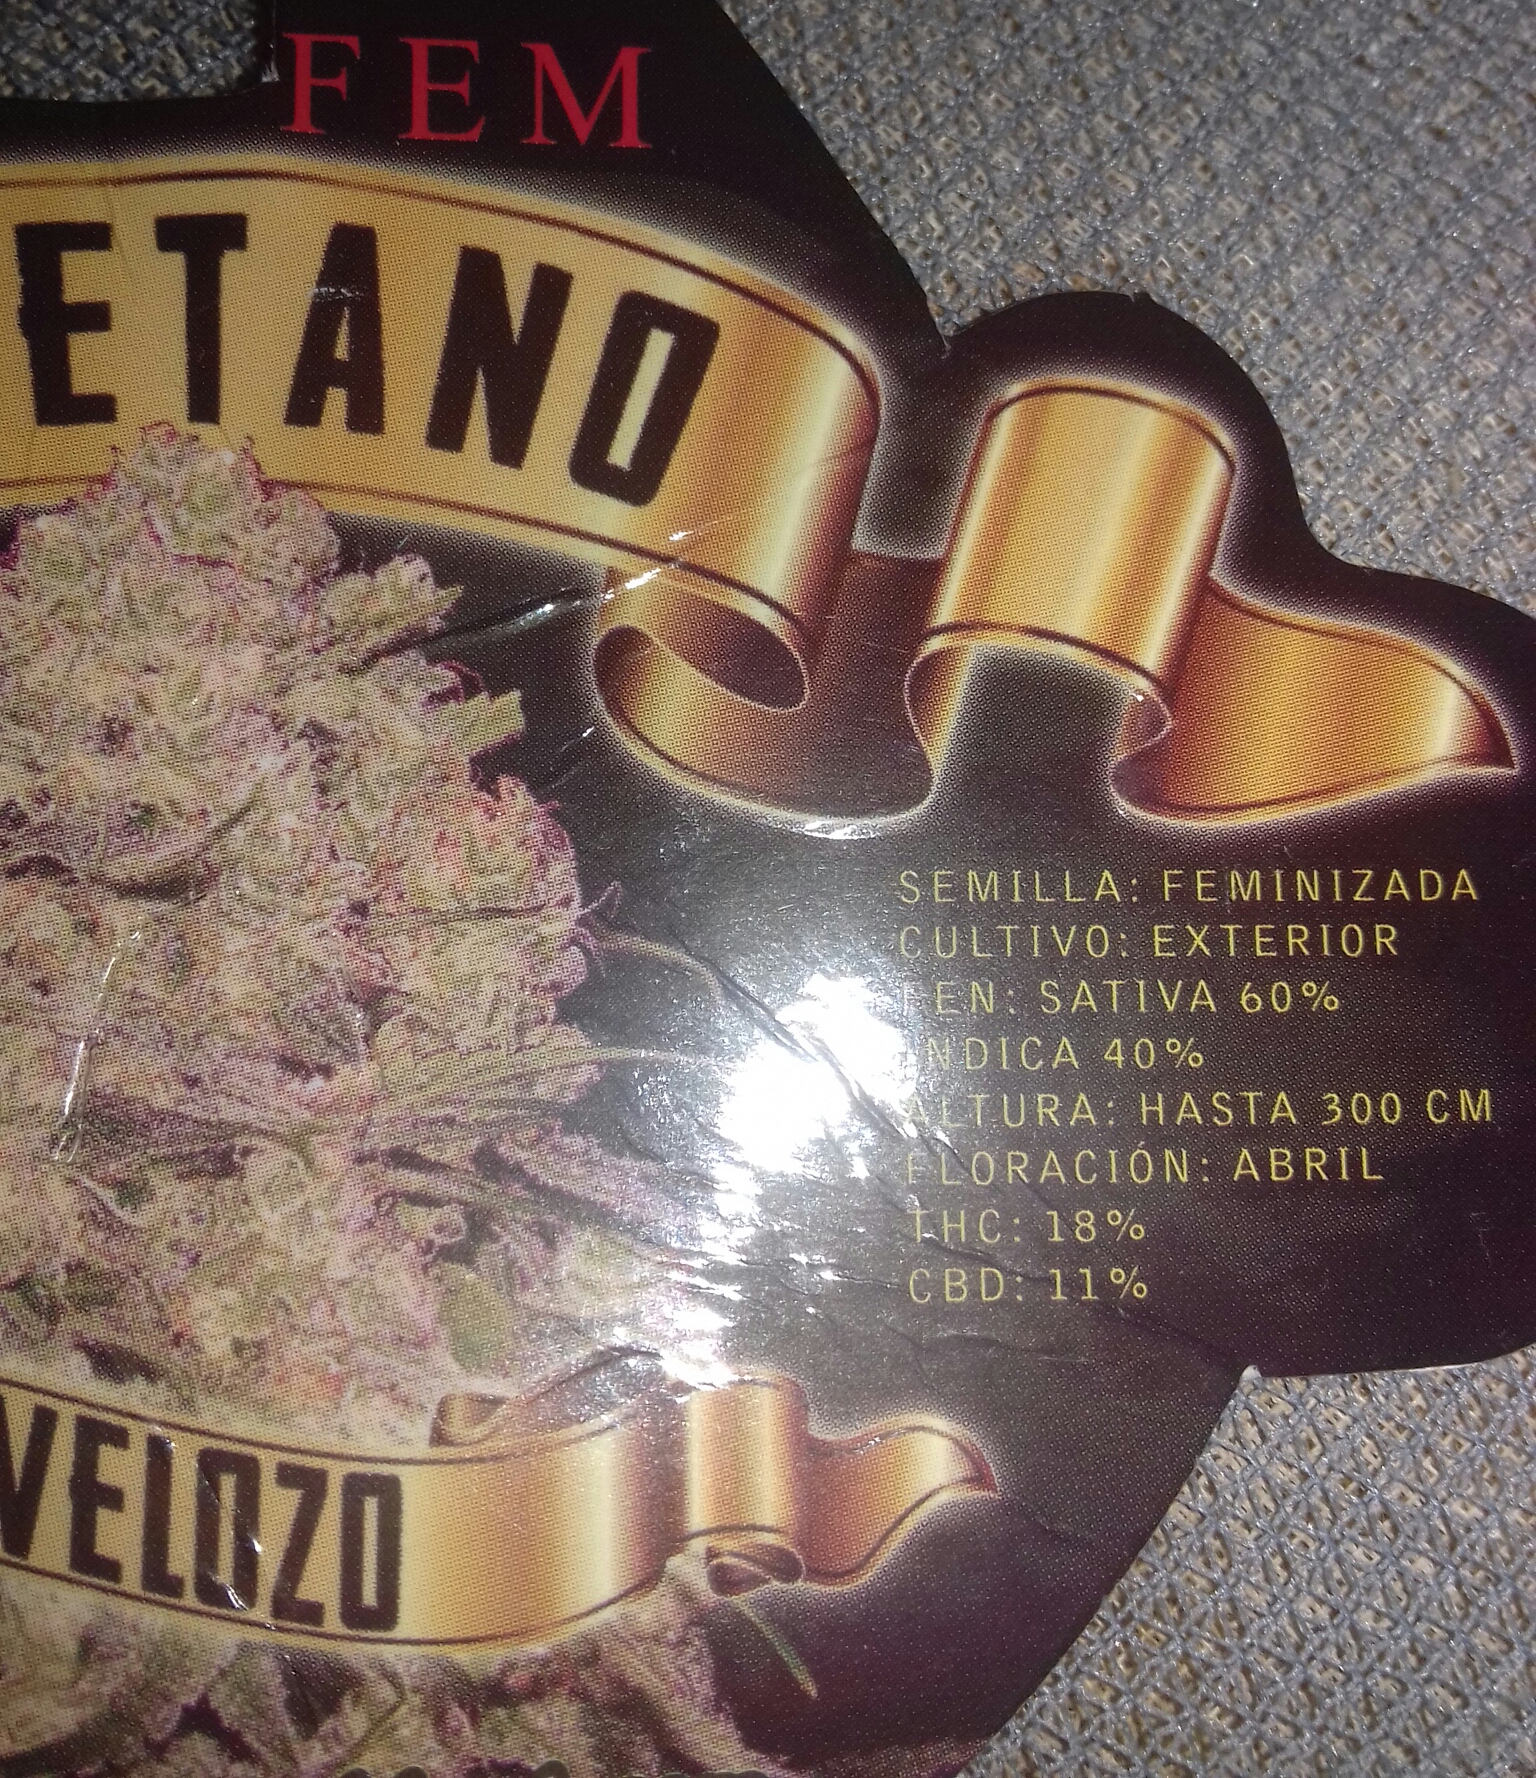 FEM
ETANO
SEMILLA: FEMINIZADA
CULTIVO: EXTERIOR
EN: SATIVA 60%
NDICA 40%
ALTURA: HASTA 300 CM
FLORACIÓN: ABRIL
THC: 18%
CBD: 11%
VELOZO